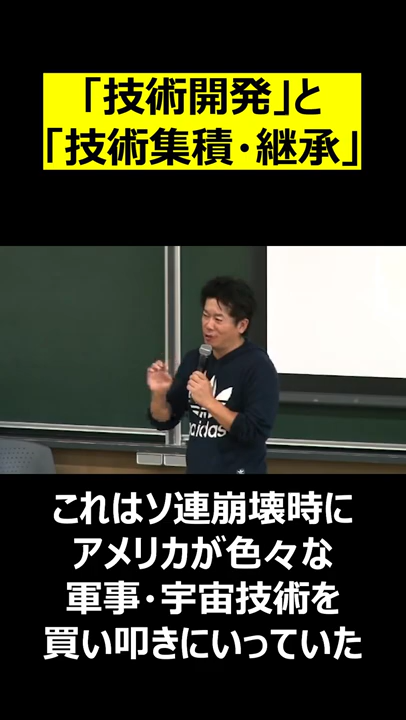 「技術開発」と
「技術集積・継承」
adidas
これはソ連崩壊時に
アメリカが色々な
軍事・宇宙技術を
買い叩きにいっていた